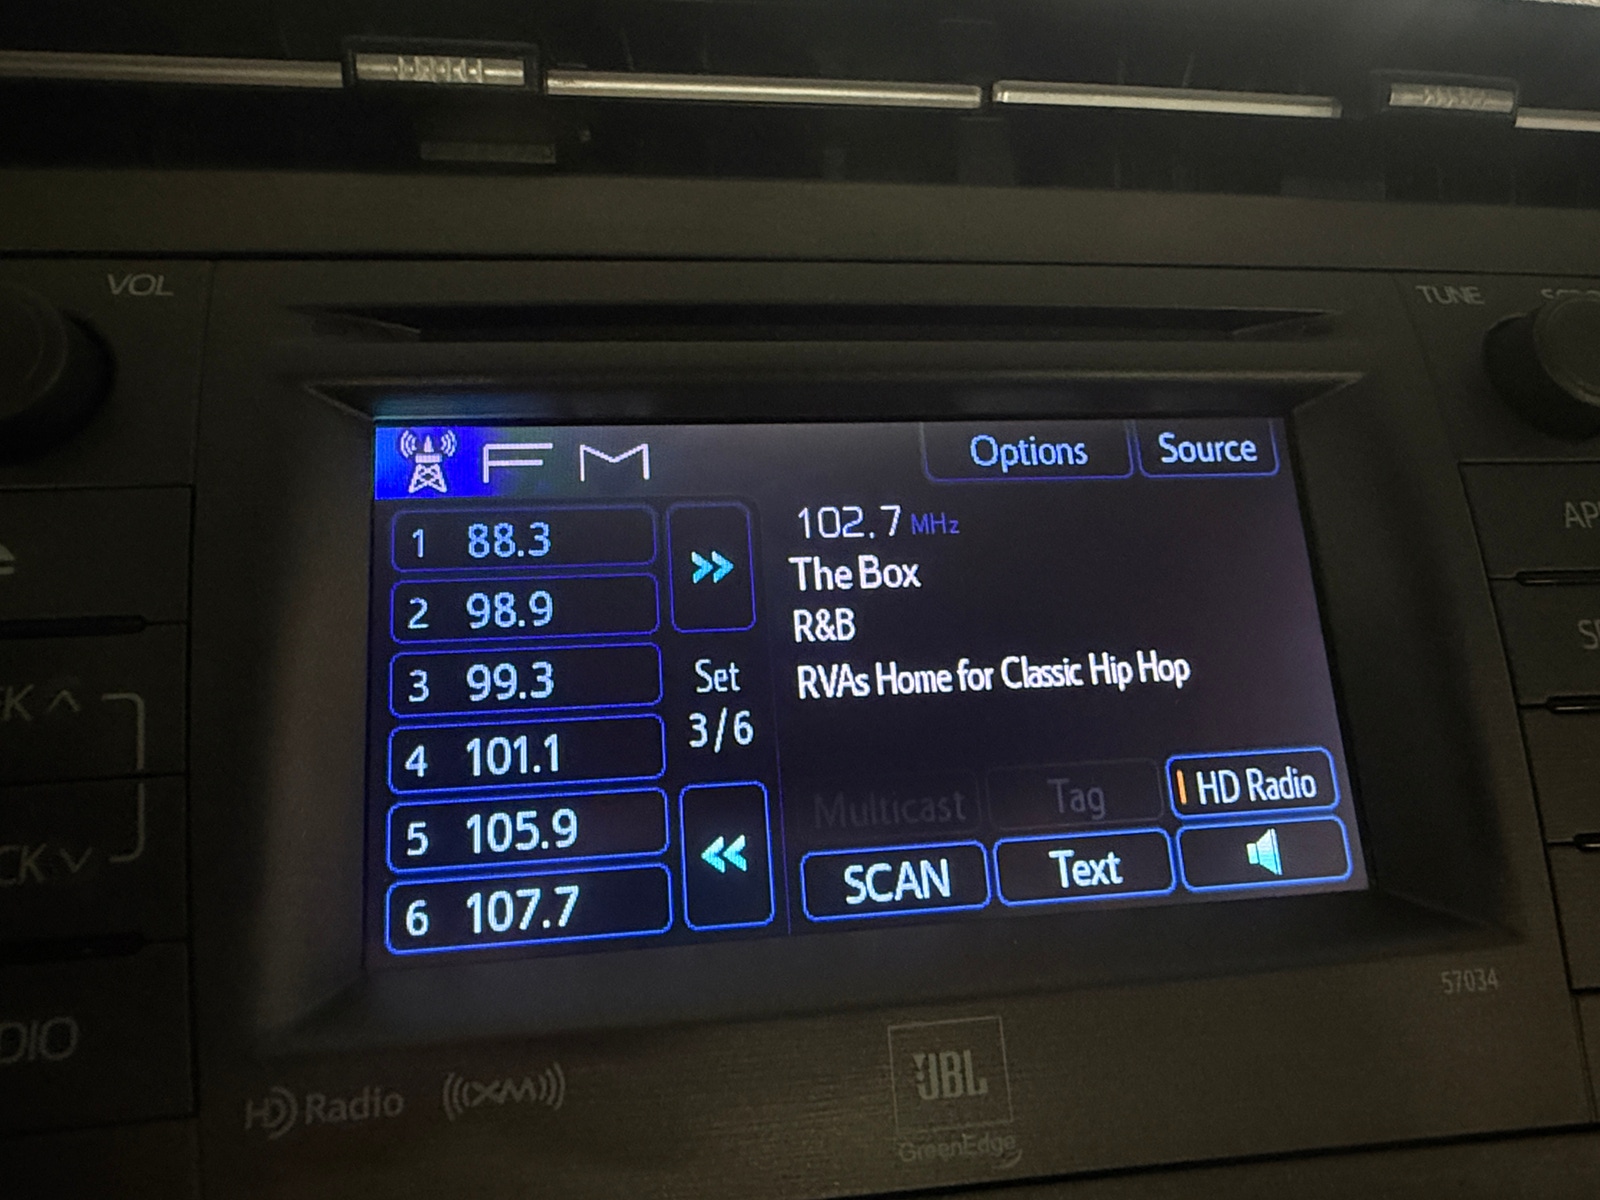 VOL
TUNE
FM
Options
Source
1 88.3
2 98.9
3 99.3
4 101.1
5 105.9
6 107.7
Set
3/6
102.7 MHz
The Box
R&B
RVAs Home for Classic Hip Hop
Multicast
Tag
HD Radio
SCAN
Text
57034
HD Radio
((XM))
JBL
GreenEdge